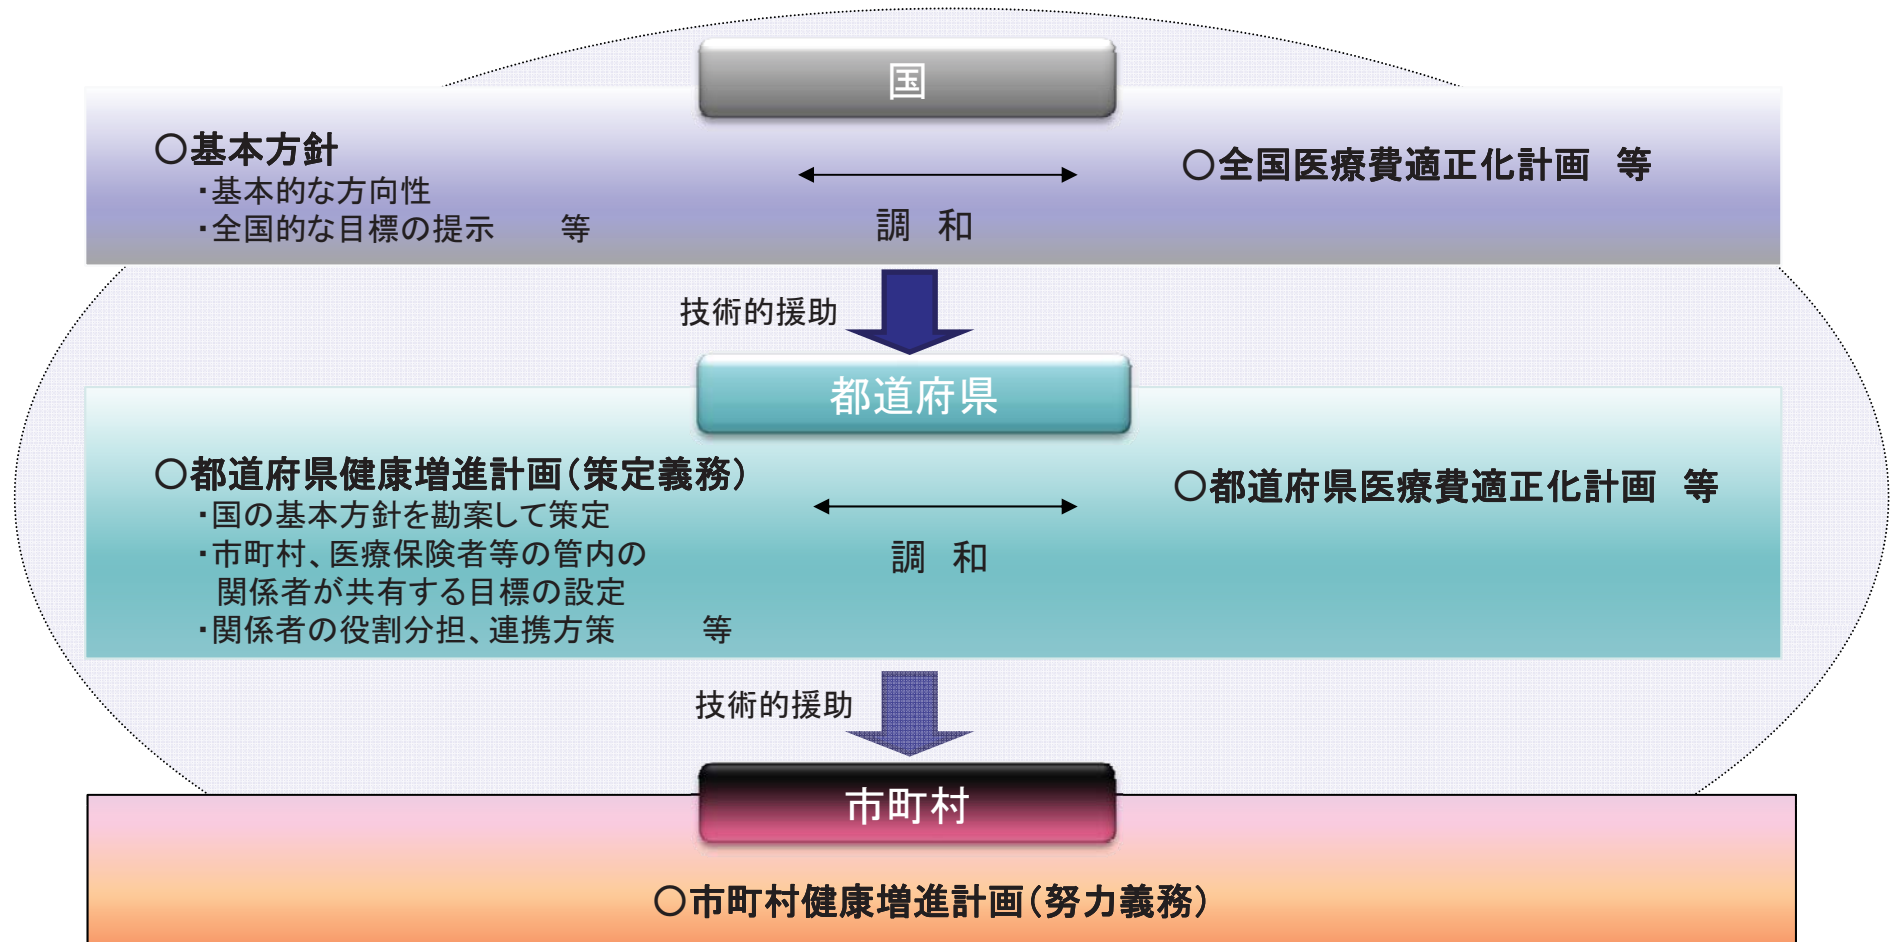 国
○基本方針
・基本的な方向性
・全国的な目標の提示　　等
調　和
○全国医療費適正化計画　等
技術的援助
都道府県
○都道府県健康増進計画（策定義務）
・国の基本方針を勘案して策定
・市町村、医療保険者等の管内の
関係者が共有する目標の設定
・関係者の役割分担、連携方策　　　等
調　和
○都道府県医療費適正化計画　等
技術的援助
市町村
○市町村健康増進計画（努力義務）